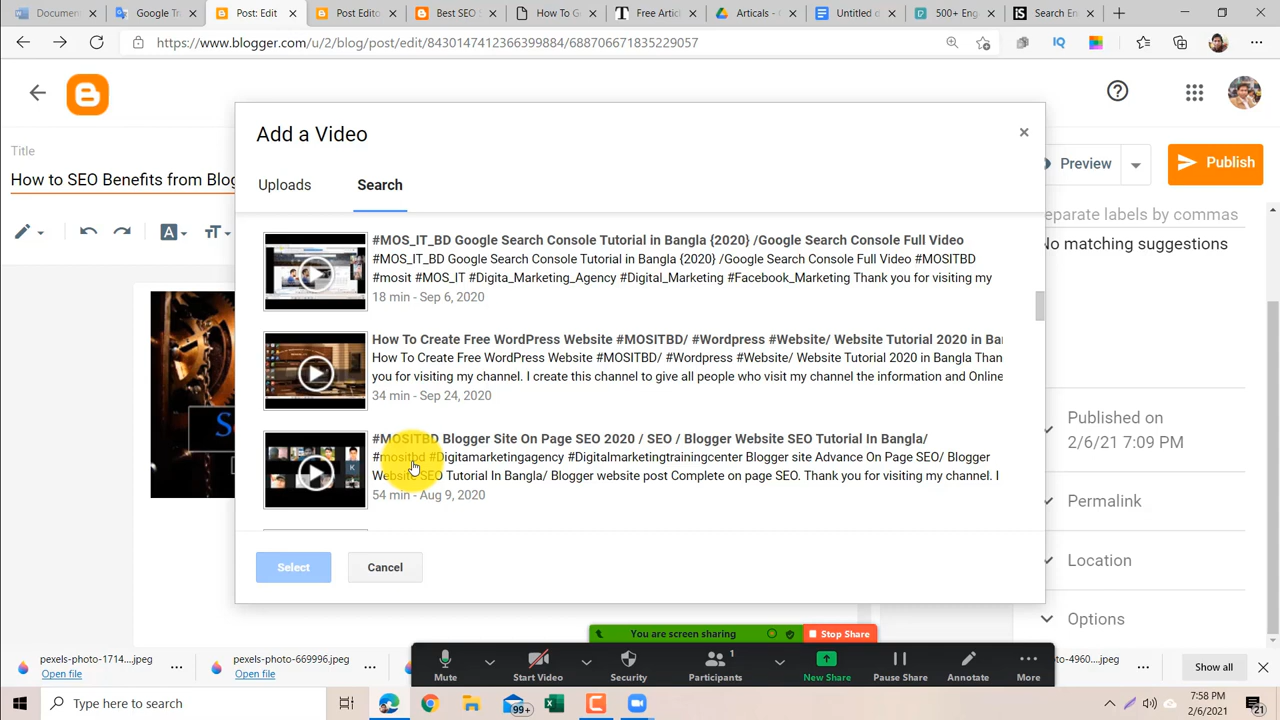 Documen
Google Tr
Post: Edit
Post Edito
Best SEO
How To G
Free Artic
Articals - G
Untitled d
500+ Eng
Search En
https://www.blogger.com/u/2/blog/post/edit/8430147412366399884/688706671835229057
Title
How to SEO Benefits from Blog
Preview
Publish
eparate labels by commas
No matching suggestions
Add a Video
Uploads
Search
#MOS_IT_BD Google Search Console Tutorial in Bangla {2020} /Google Search Console Full Video
#MOS_IT_BD Google Search Console Tutorial in Bangla {2020} /Google Search Console Full Video #MOSITBD
#mosit #MOS_IT #Digita_Marketing_Agency #Digital_Marketing #Facebook_Marketing Thank you for visiting my
18 min - Sep 6, 2020
How To Create Free WordPress Website #MOSITBD/ #Wordpress #Website/ Website Tutorial 2020 in Ban
How To Create Free WordPress Website #MOSITBD/ #Wordpress #Website/ Website Tutorial 2020 in Bangla Than
you for visiting my channel. I create this channel to give all people who visit my channel the information and Online
34 min - Sep 24, 2020
#MOSITBD Blogger Site On Page SEO 2020 / SEO / Blogger Website SEO Tutorial In Bangla/
#mositbd #Digitamarketingagency #Digitalmarketingtrainingcenter Blogger site Advance On Page SEO/ Blogger
Website SEO Tutorial In Bangla/ Blogger website post Complete on page SEO. Thank you for visiting my channel. I
54 min - Aug 9, 2020
Select
Cancel
Published on
2/6/21 7:09 PM
Permalink
Location
Options
You are screen sharing
Stop Share
pexels-photo-1714....jpeg
Open file
pexels-photo-669996.jpeg
Open file
oto-4960....jpeg
Show all
Mute
Start Video
Security
Participants
1
New Share
Pause Share
Annotate
More
Type here to search
99+
7:58 PM
2/6/2021
21